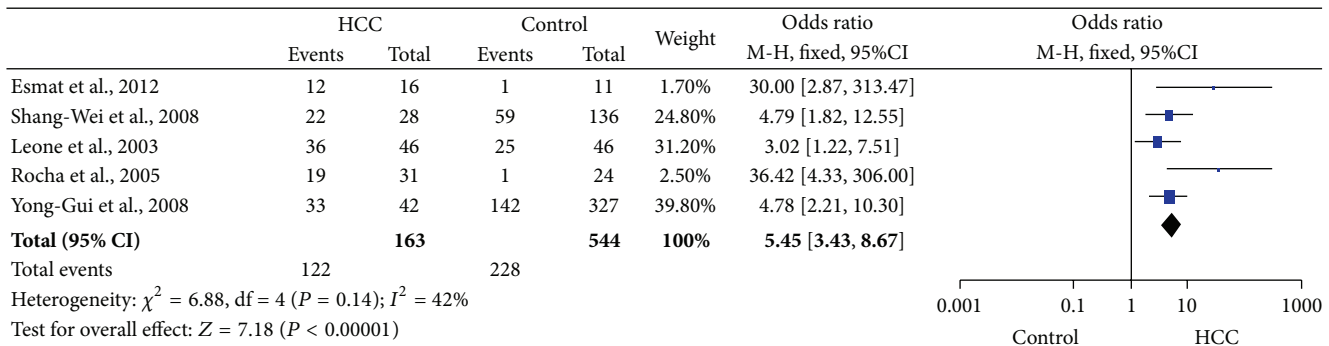 HCC Control Weight Odds ratio Odds ratio
Events Total Events Total M-H, fixed, 95%CI M-H, fixed, 95%CI
Esmat et al., 2012 12 16 1 11 1.70% 30.00 [2.87, 313.47]
Shang-Wei et al., 2008 22 28 59 136 24.80% 4.79 [1.82, 12.55]
Leone et al., 2003 36 46 25 46 31.20% 3.02 [1.22, 7.51]
Rocha et al., 2005 19 31 1 24 2.50% 36.42 [4.33, 306.00]
Yong-Gui et al., 2008 33 42 142 327 39.80% 4.78 [2.21, 10.30]
Total (95% CI) 163 544 100% 5.45 [3.43, 8.67]
Total events 122 228
Heterogeneity: χ² = 6.88, df = 4 (P = 0.14); I² = 42%
Test for overall effect: Z = 7.18 (P < 0.00001)
0.001 0.1 1 10 1000
Control HCC